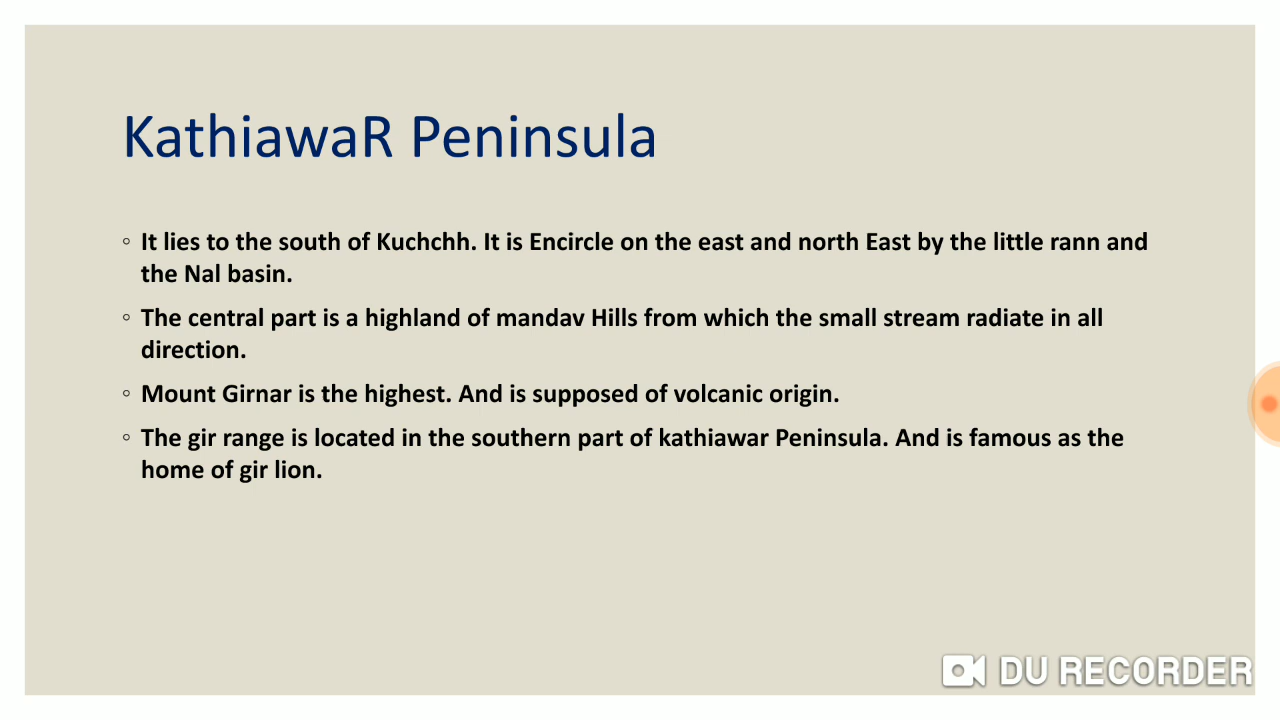 KathiawaR Peninsula
◦ It lies to the south of Kuchchh. It is Encircle on the east and north East by the little rann and
the Nal basin.
◦ The central part is a highland of mandav Hills from which the small stream radiate in all
direction.
◦ Mount Girnar is the highest. And is supposed of volcanic origin.
◦ The gir range is located in the southern part of kathiawar Peninsula. And is famous as the
home of gir lion.
DU RECORDER